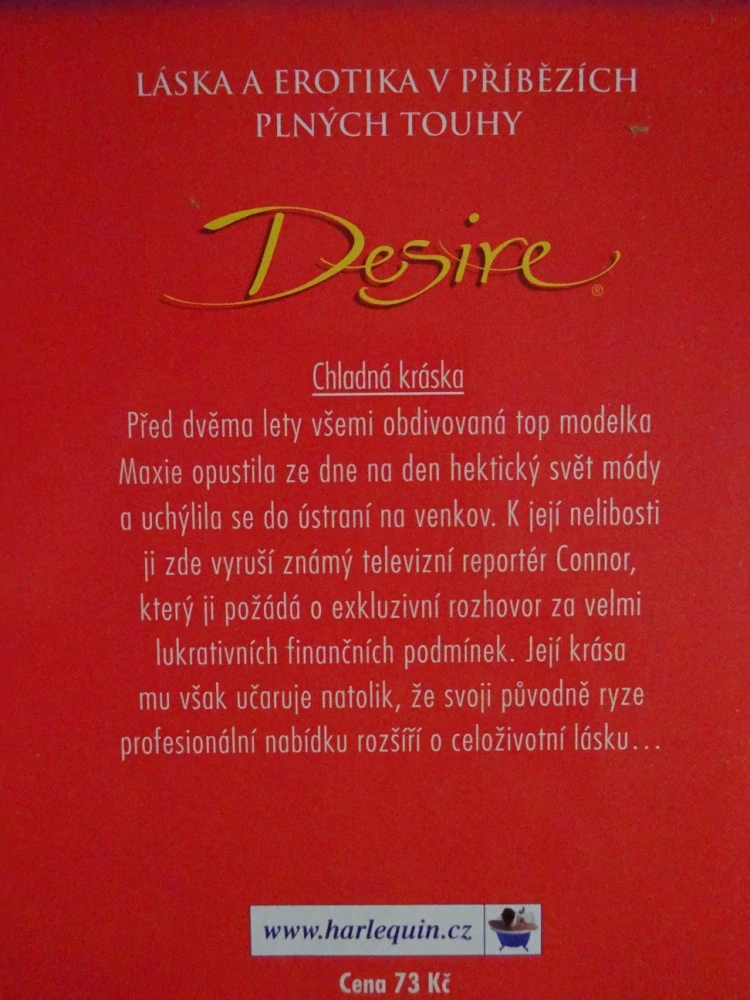 LÁSKA A EROTIKA V PŘÍBĚZÍCH
PLNÝCH TOUHY
Desire®
Chladná kráska
Před dvěma lety všemi obdivovaná top modelka
Maxie opustila ze dne na den hektický svět módy
a uchýlila se do ústraní na venkov. K její nelibosti
ji zde vyruší známý televizní reportér Connor,
který ji požádá o exkluzivní rozhovor za velmi
lukrativních finančních podmínek. Její krása
mu však učaruje natolik, že svoji původně ryze
profesionální nabídku rozšíří o celoživotní lásku...
www.harlequin.cz
Cena 73 Kč